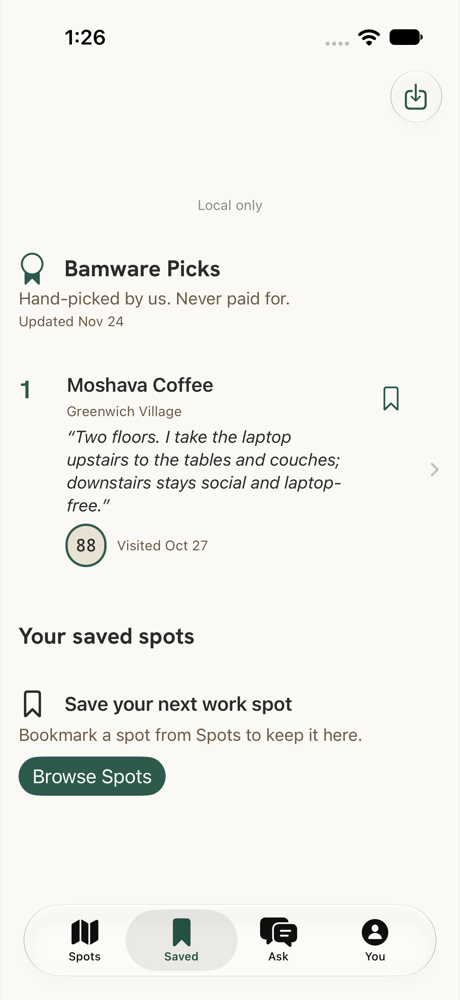 1:26
Local only
Bamware Picks
Hand-picked by us. Never paid for.
Updated Nov 24
1
Moshava Coffee
Greenwich Village
“Two floors. I take the laptop
upstairs to the tables and couches;
downstairs stays social and laptop-
free.”
88
Visited Oct 27
Your saved spots
Save your next work spot
Bookmark a spot from Spots to keep it here.
Browse Spots
Spots
Saved
Ask
You